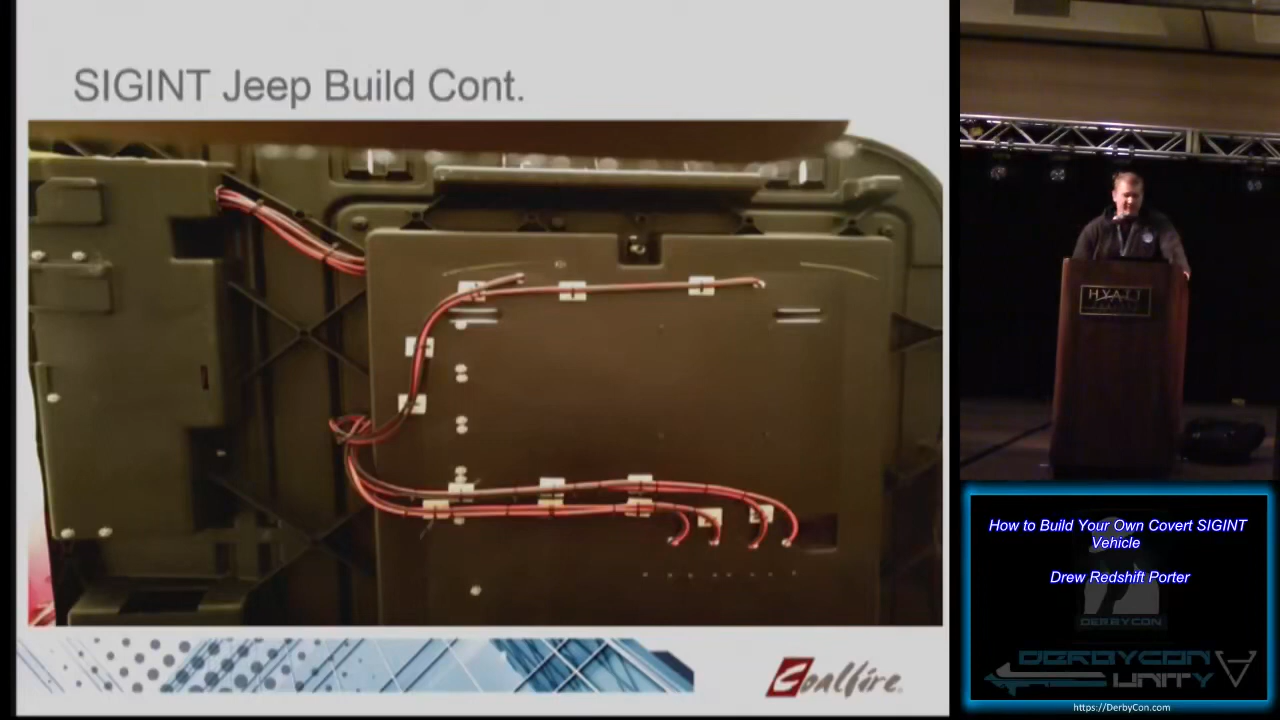 SIGINT Jeep Build Cont.
Coalfire
HYATT
How to Build Your Own Covert SIGINT
Vehicle
Drew Redshift Porter
DERBYCON
DERBYCON
UNITY
https://DerbyCon.com